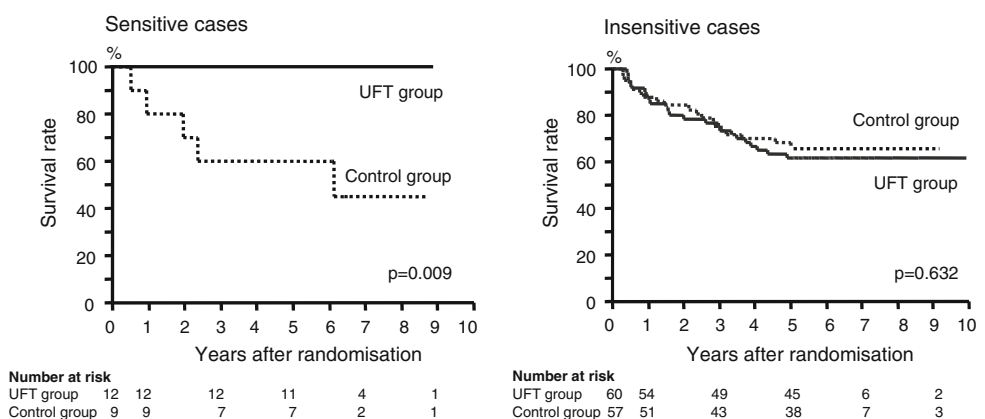 Sensitive cases
%
100
80
60
40
20
0
Survival rate
UFT group
Control group
p=0.009
0 1 2 3 4 5 6 7 8 9 10
Years after randomisation
Number at risk
UFT group 12 12 12 11 4 1
Control group 9 9 7 7 2 1
Insensitive cases
%
100
80
60
40
20
0
Survival rate
Control group
UFT group
p=0.632
0 1 2 3 4 5 6 7 8 9 10
Years after randomisation
Number at risk
UFT group 60 54 49 45 6 2
Control group 57 51 43 38 7 3